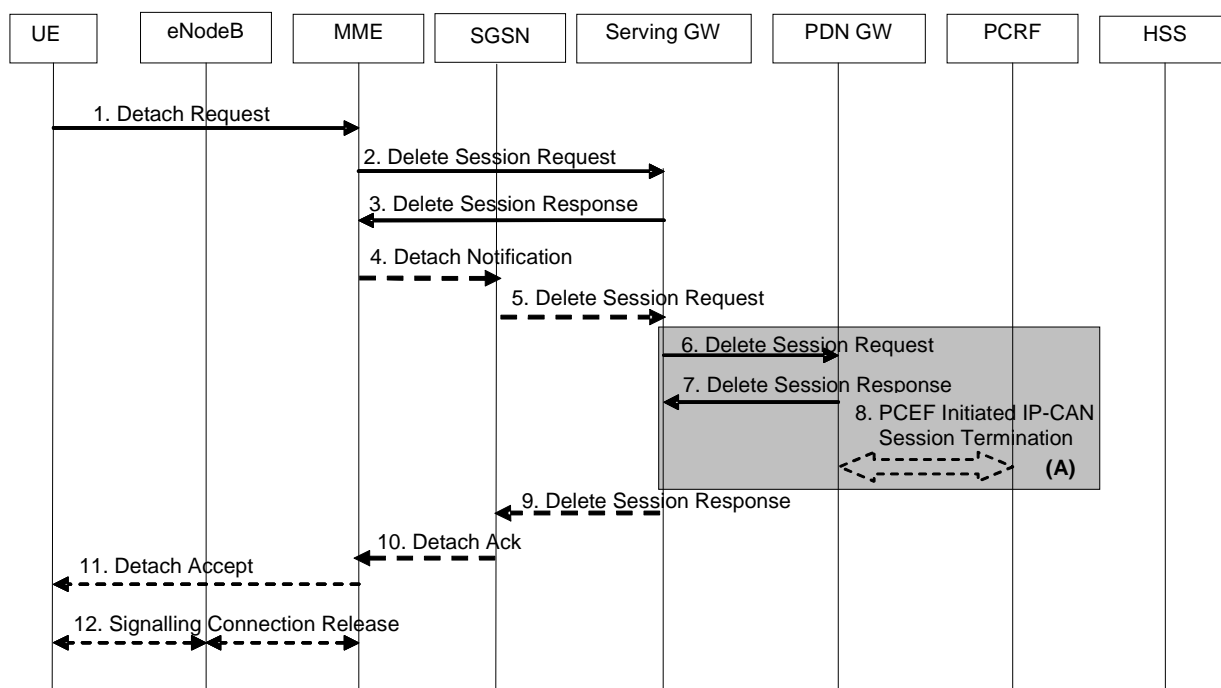 UE
eNodeB
MME
SGSN
Serving GW
PDN GW
PCRF
HSS
1. Detach Request
2. Delete Session Request
3. Delete Session Response
4. Detach Notification
5. Delete Session Request
6. Delete Session Request
7. Delete Session Response
8. PCEF Initiated IP-CAN
Session Termination
(A)
9. Delete Session Response
10. Detach Ack
11. Detach Accept
12. Signalling Connection Release